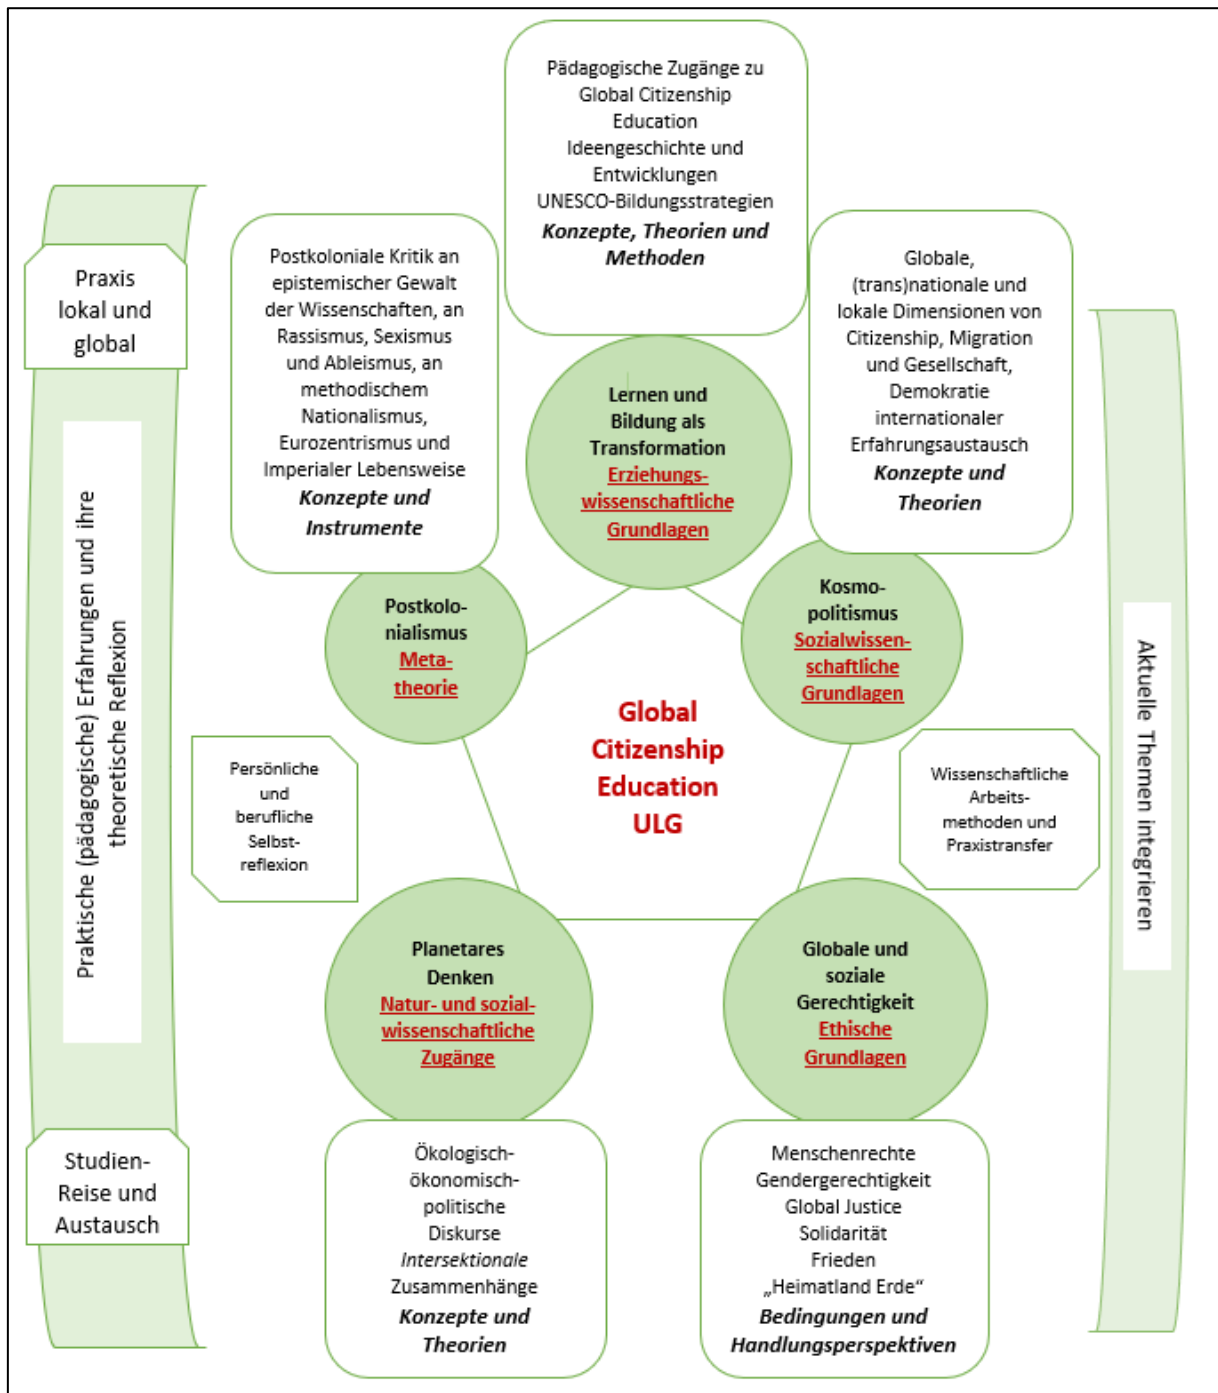 Pädagogische Zugänge zu
Global Citizenship
Education
Ideengeschichte und
Entwicklungen
UNESCO-Bildungsstrategien
Konzepte, Theorien und
Methoden
Praxis
lokal und
global
Postkoloniale Kritik an
epistemischer Gewalt
der Wissenschaften, an
Rassismus, Sexismus
und Ableismus, an
methodischem
Nationalismus,
Eurozentrismus und
Imperialer Lebensweise
Konzepte und
Instrumente
Globale,
(trans)nationale und
lokale Dimensionen von
Citizenship, Migration
und Gesellschaft,
Demokratie
internationaler
Erfahrungsaustausch
Konzepte und
Theorien
Lernen und
Bildung als
Transformation
Erziehungs-
wissenschaftliche
Grundlagen
Postkolo-
nialismus
Meta-
theorie
Kosmo-
politismus
Sozialwissen-
schaftliche
Grundlagen
Praktische (pädagogische) Erfahrungen und ihre
theoretische Reflexion
Global
Citizenship
Education
ULG
Aktuelle Themen integrieren
Persönliche
und
berufliche
Selbst-
reflexion
Wissenschaftliche
Arbeits-
methoden und
Praxistransfer
Planetares
Denken
Natur- und sozial-
wissenschaftliche
Zugänge
Globale und
soziale
Gerechtigkeit
Ethische
Grundlagen
Studien-
Reise und
Austausch
Ökologisch-
ökonomisch-
politische
Diskurse
Intersektionale
Zusammenhänge
Konzepte und
Theorien
Menschenrechte
Gendergerechtigkeit
Global Justice
Solidarität
Frieden
„Heimatland Erde“
Bedingungen und
Handlungsperspektiven